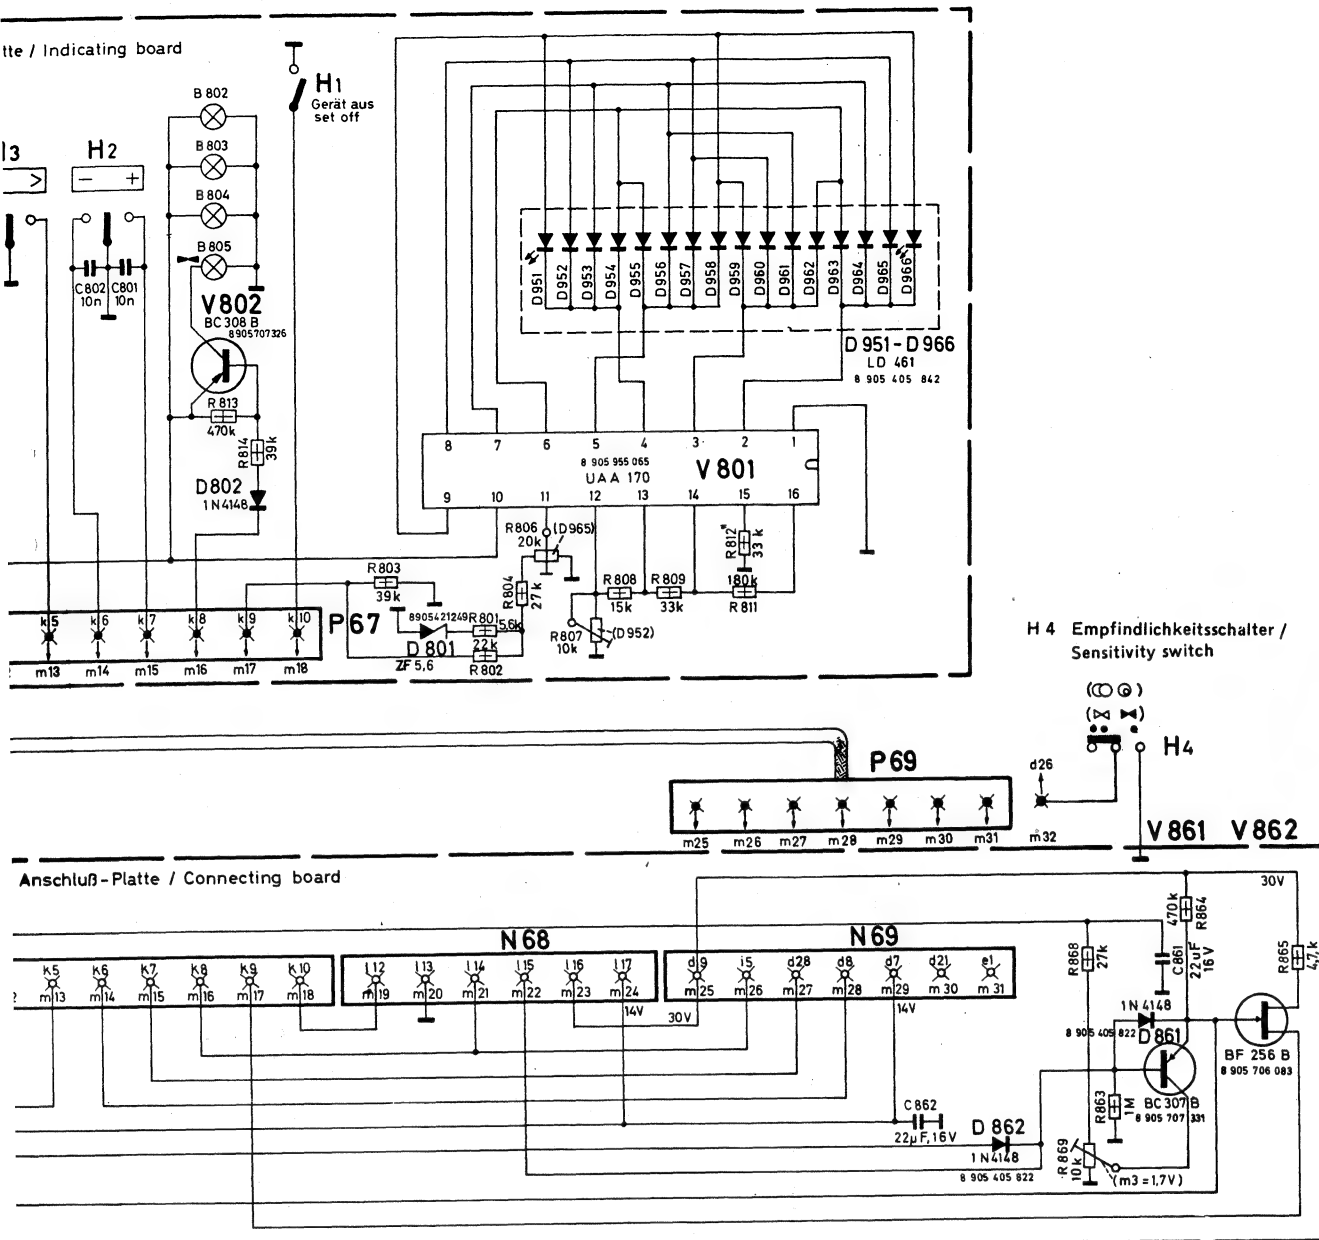 tte / Indicating board
H1
Gerät aus
set off
B 802
B 803
B 804
B 805
I3
>
H2
− +
C802
10n
C801
10n
V802
BC 308 B
8905707326
R 813
470k
R 814
39k
D802
1N4148
D951
D952
D953
D954
D955
D956
D957
D958
D959
D960
D961
D962
D963
D964
D965
D966
D 951 - D 966
LD 461
8 905 405 842
8 7 6 5 4 3 2 1
8 905 955 065
UAA 170
V 801
9 10 11 12 13 14 15 16
R806
20k
(D965)
R804
27k
R 803
39k
8905421249
R801
5,6k
D 801
ZF 5,6
22k
R 802
R807
10k
(D952)
R 808
15k
R 809
33k
180k
R 811
R812*
33 k
k5 k6 k7 k8 k9 k10
P67
m13 m14 m15 m16 m17 m18
H 4 Empfindlichkeitsschalter /
Sensitivity switch
H4
P 69
d26
m25 m26 m27 m28 m29 m30 m31
m32
V861 V862
Anschluß-Platte / Connecting board
30V
N68
N69
K5 K6 K7 K8 K9 K10
m13 m14 m15 m16 m17 m18
l12 l13 l14 l15 l16 l17
m19 m20 m21 m22 m23 m24
d9 i5 d28 d8 d7 d21 e1
m25 m26 m27 m28 m29 m30 m31
14V
30V
14V
R868
27k
C861
22µF
16V
470k
R864
R865
4,7k
1N 4148
8 905 405 822
D861
BF 256 B
8 905 706 083
BC 307 B
8 905 707 331
R863
1M
C 862
22µF,16V
D 862
1N4148
8 905 405 822
R 869
10 k
(m3 = 1,7V)